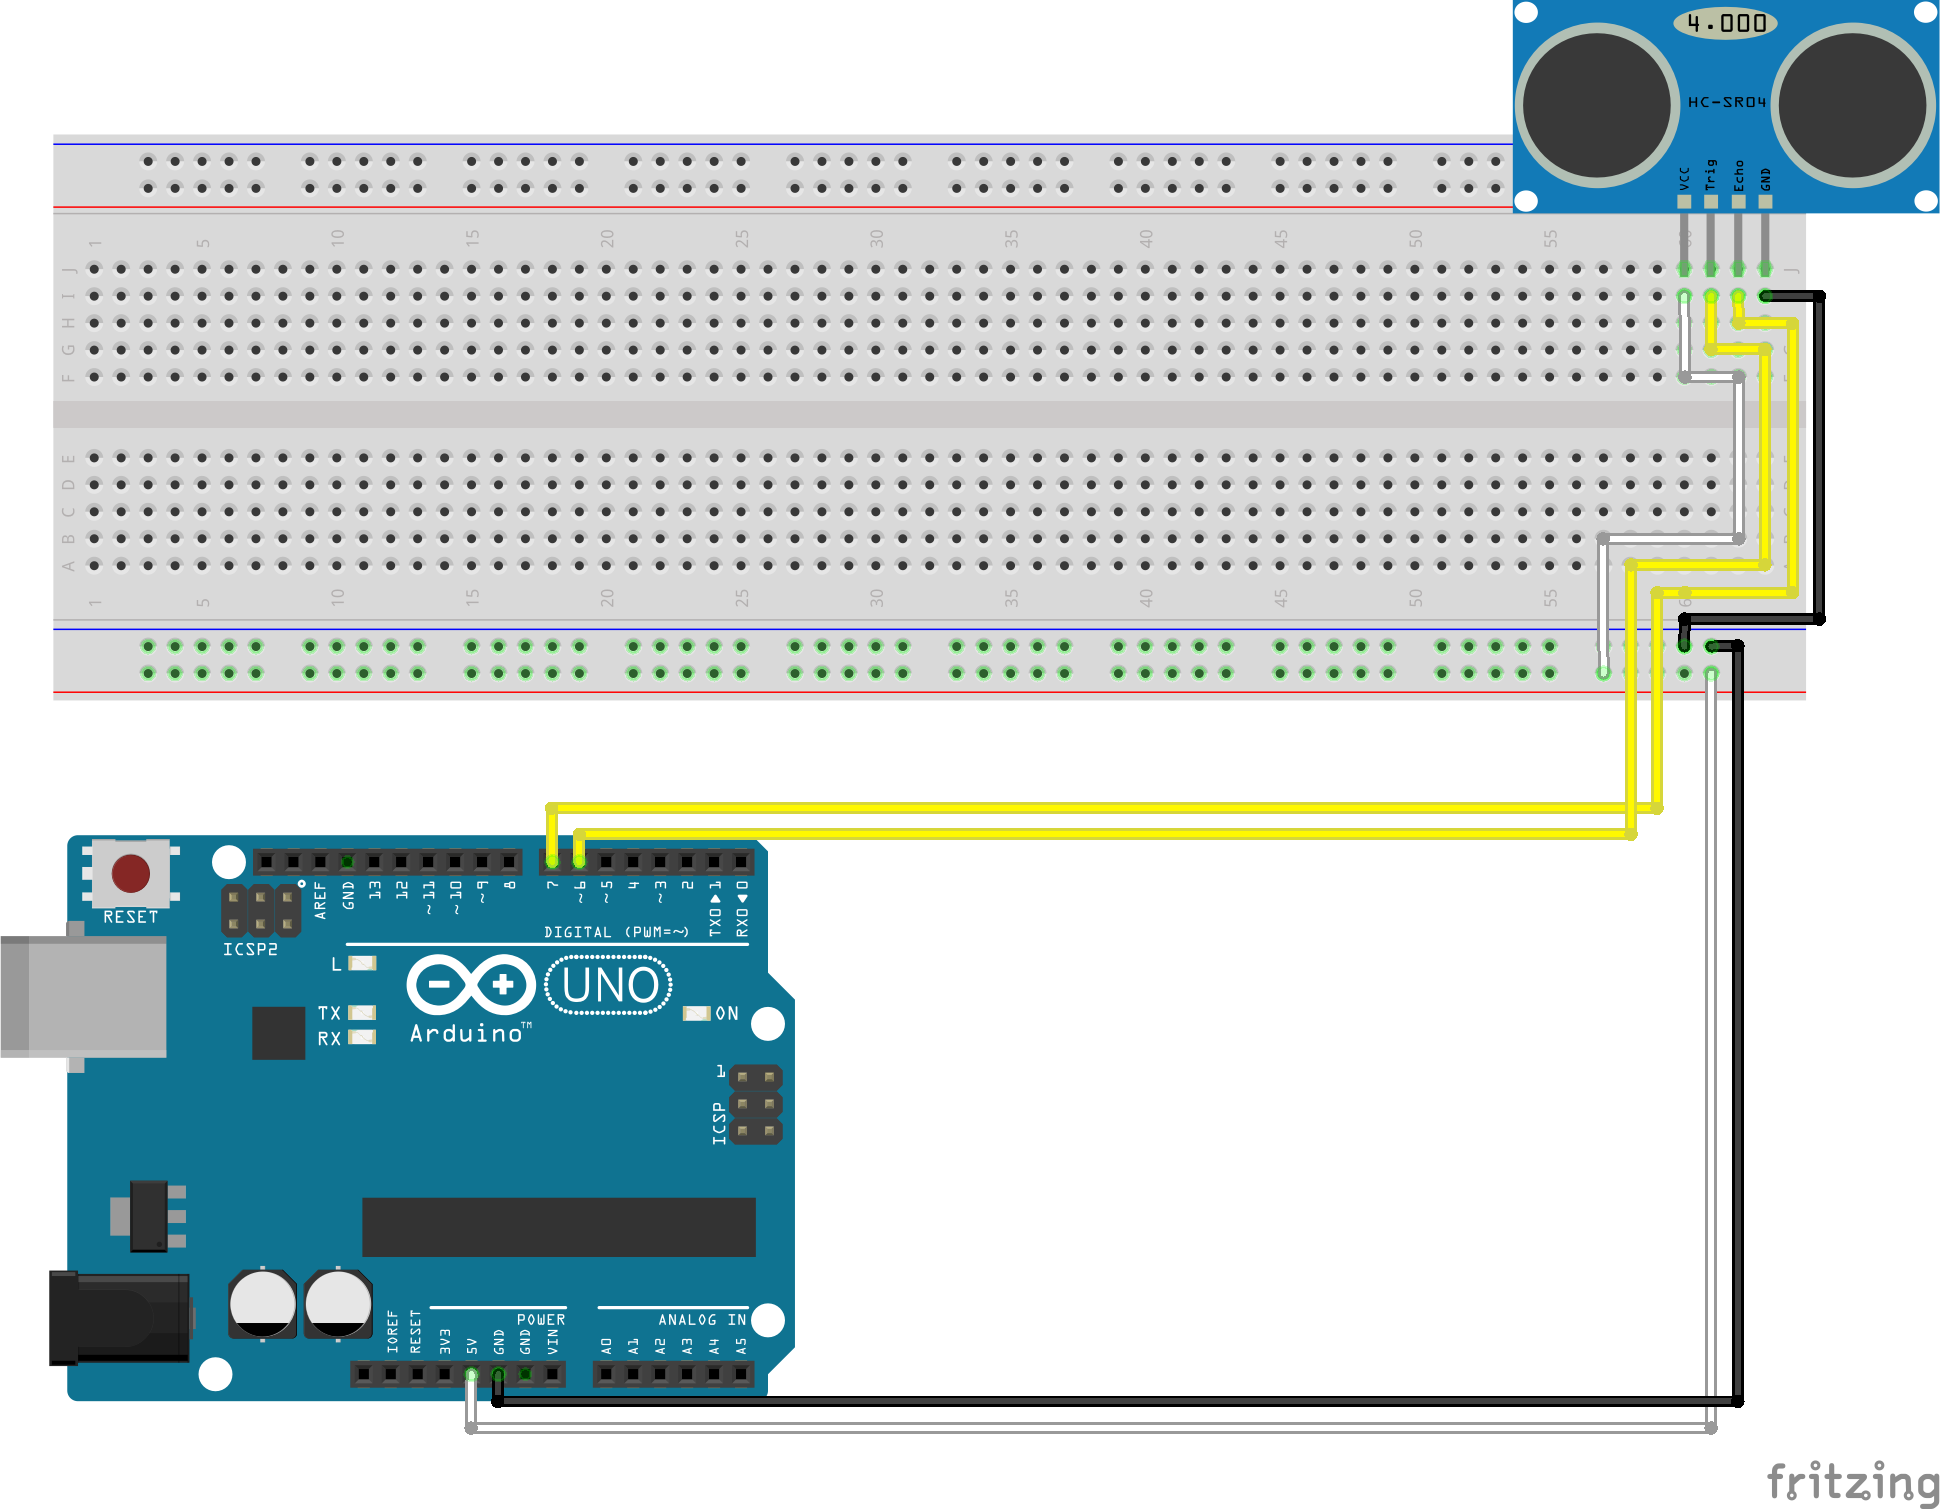 4.000
HC-SR04
VCC Trig Echo GND
1 5 10 15 20 25 30 35 40 45 50 55
J J
I
H
G
F
E
D
C
B
A
1 5 10 15 20 25 30 35 40 45 50 55
RESET
ICSP2
AREF GND 13 12 ~11 ~10 ~9 8 7 ~6 ~5 4 ~3 2 TX0▶1 RX0◀0
DIGITAL (PWM=~)
L
UNO
TX
RX
ON
Arduino™
1
ICSP
POWER
ANALOG IN
IOREF RESET 3V3 5V GND GND VIN A0 A1 A2 A3 A4 A5
fritzing